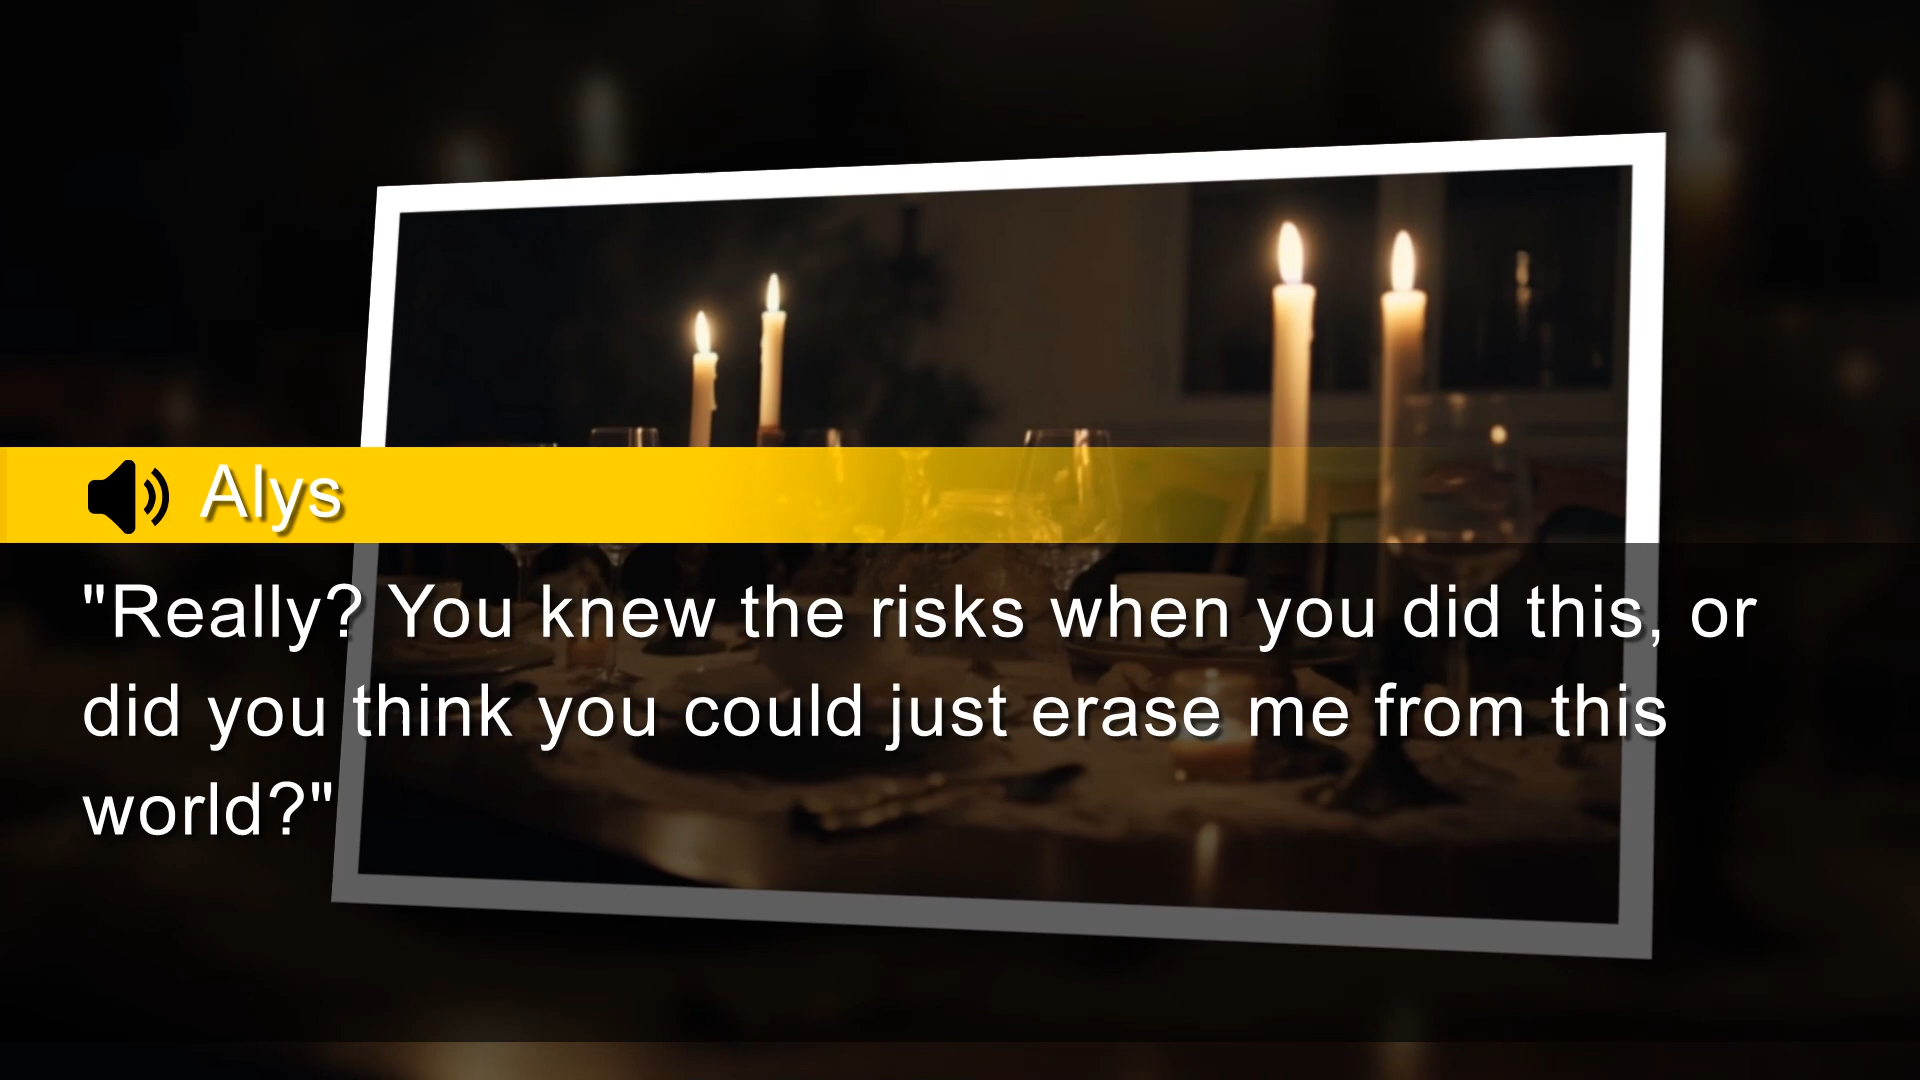 Alys
"Really? You knew the risks when you did this, or
did you think you could just erase me from this
world?"